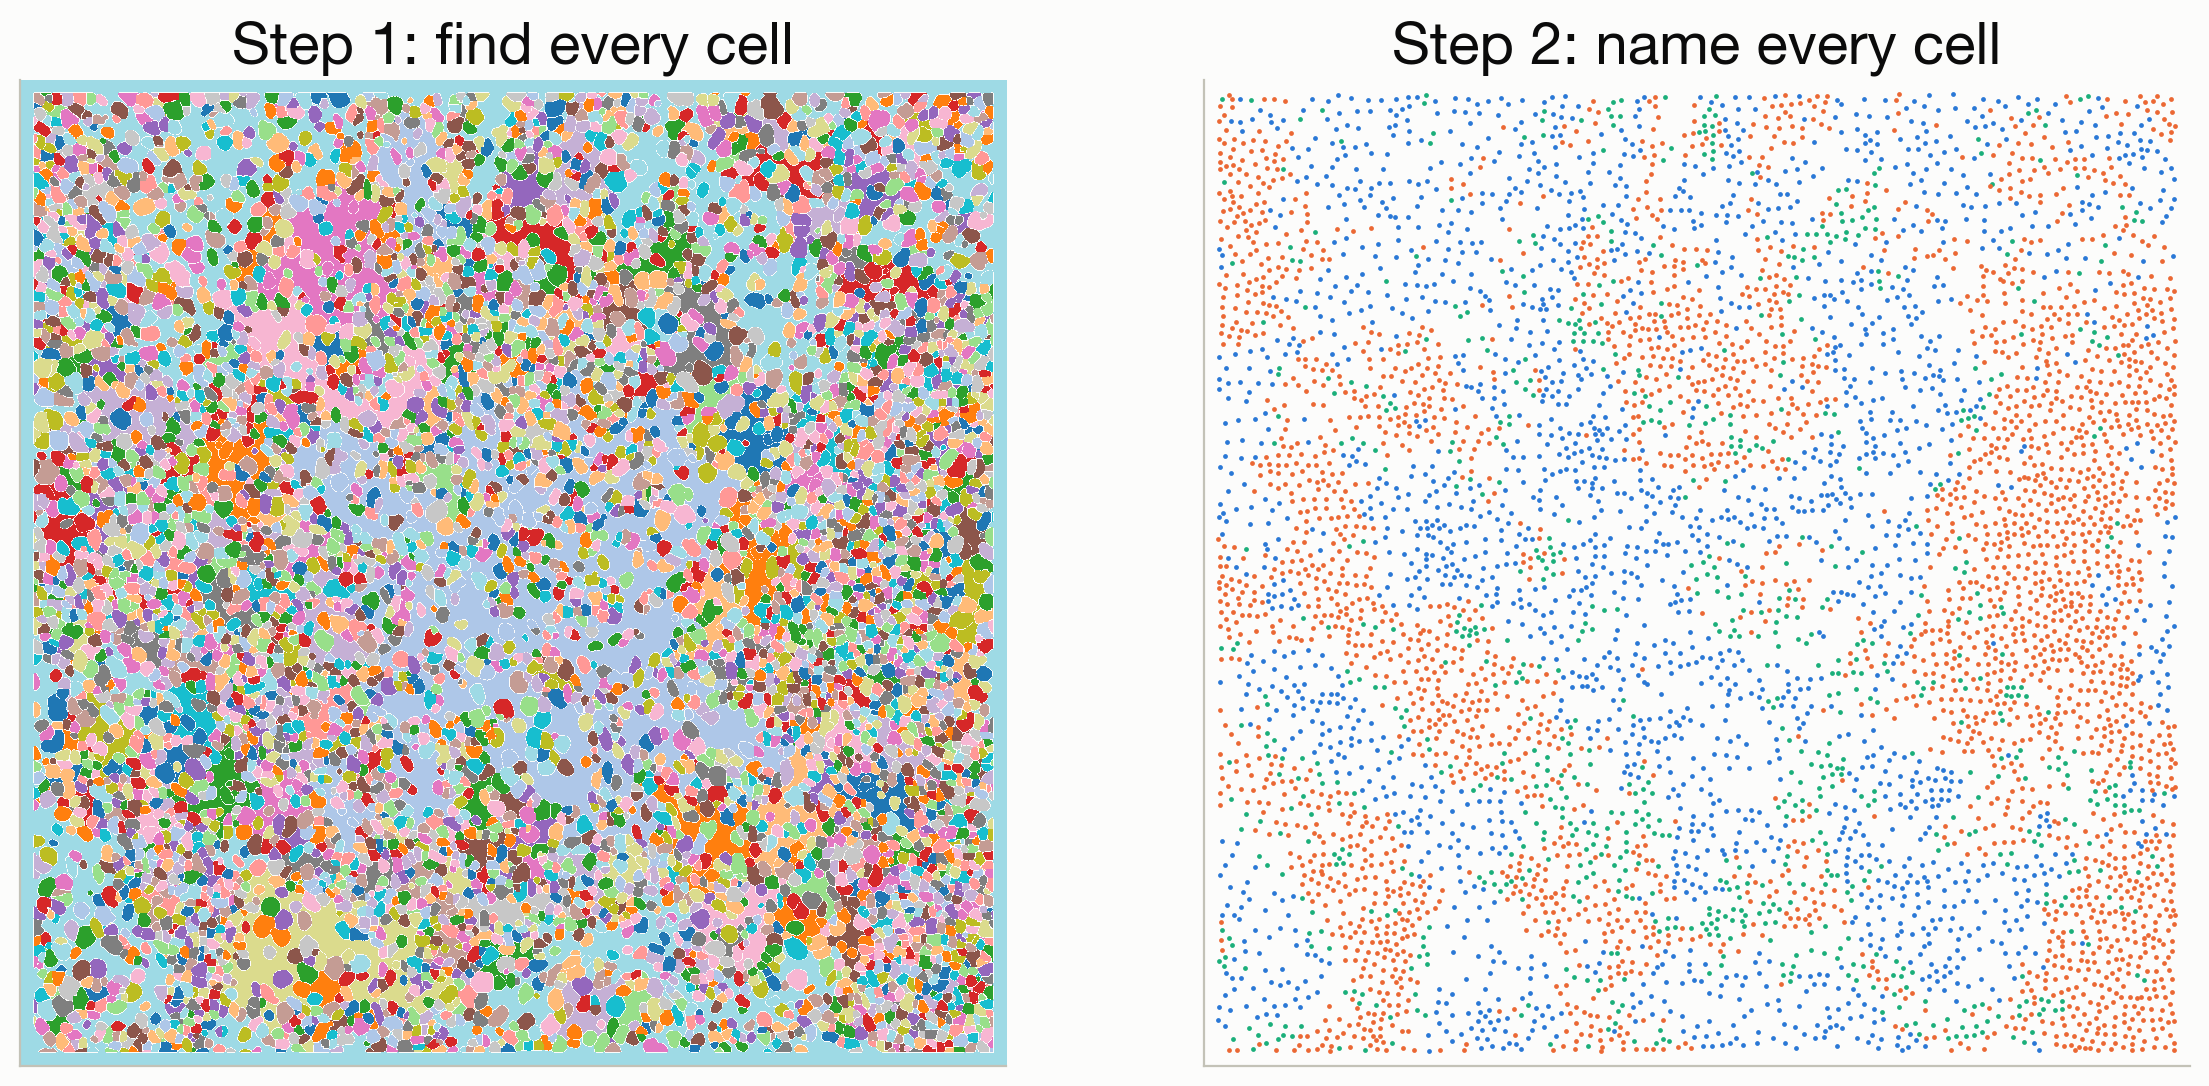 Step 1: find every cell
Step 2: name every cell